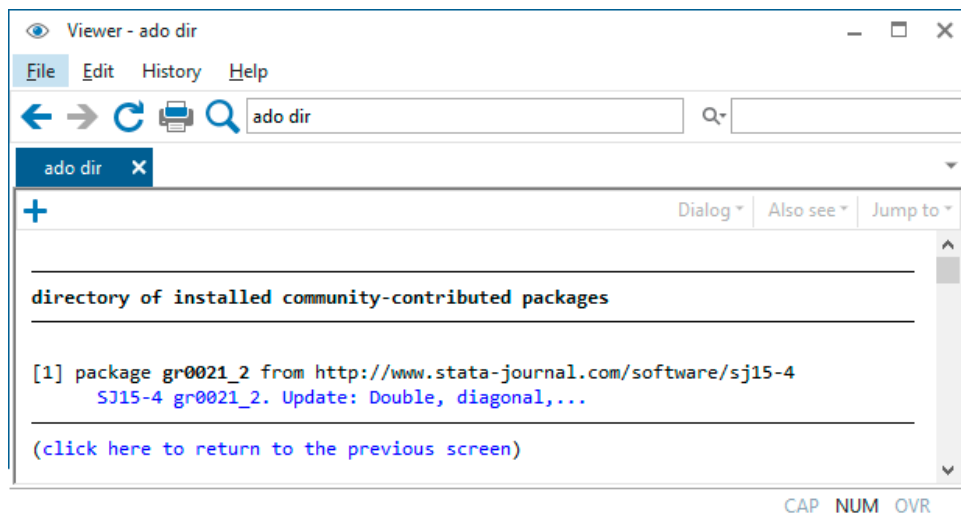 Viewer - ado dir
File Edit History Help
ado dir
ado dir
Dialog Also see Jump to
directory of installed community-contributed packages
[1] package gr0021_2 from http://www.stata-journal.com/software/sj15-4
SJ15-4 gr0021_2. Update: Double, diagonal,...
(click here to return to the previous screen)
CAP NUM OVR